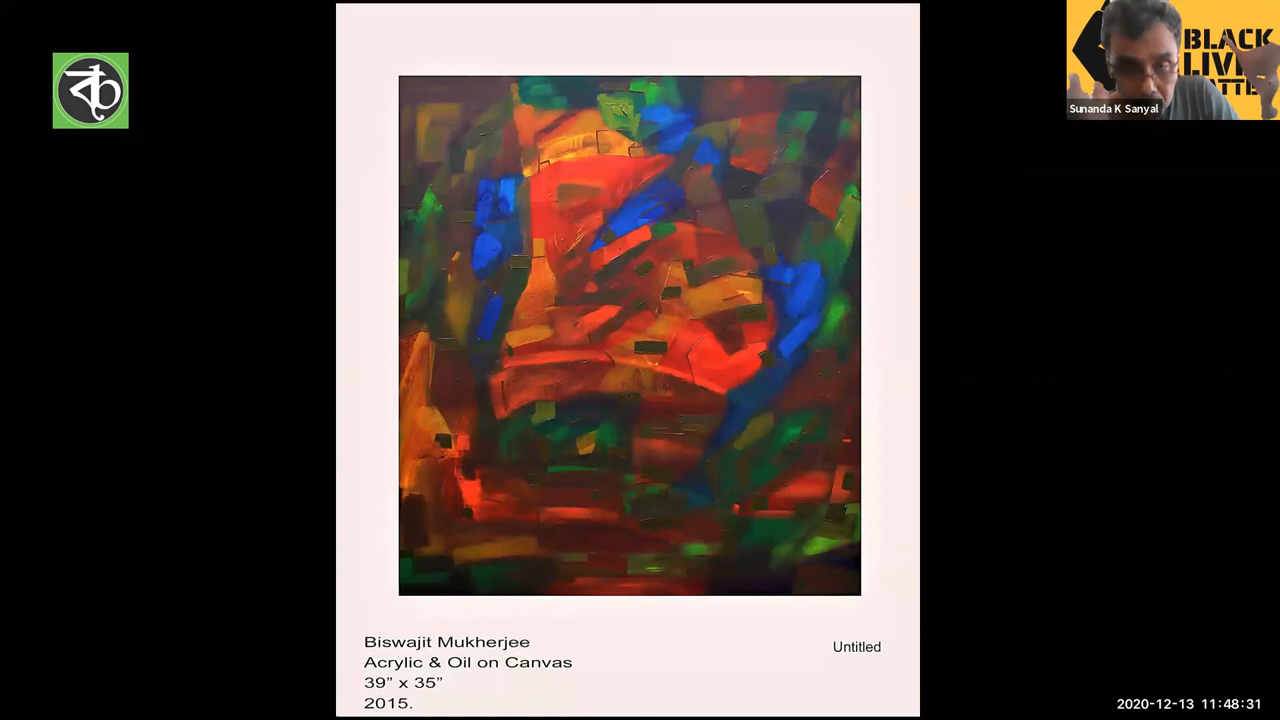 BLACK
Sunanda K Sanyal
Biswajit Mukherjee
Untitled
Acrylic & Oil on Canvas
39” x 35”
2015.
2020-12-13 11:48:31